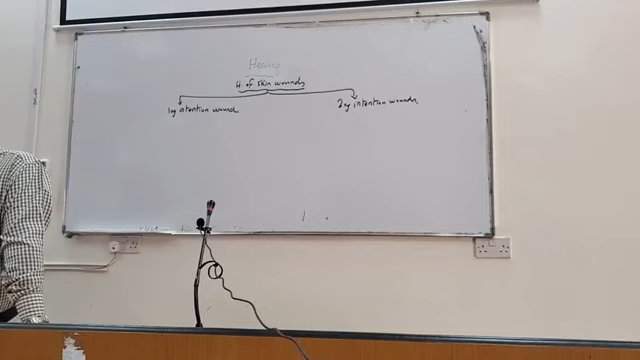 Healing
H of skin wounds
1ry intention wound
2ry intention wounds